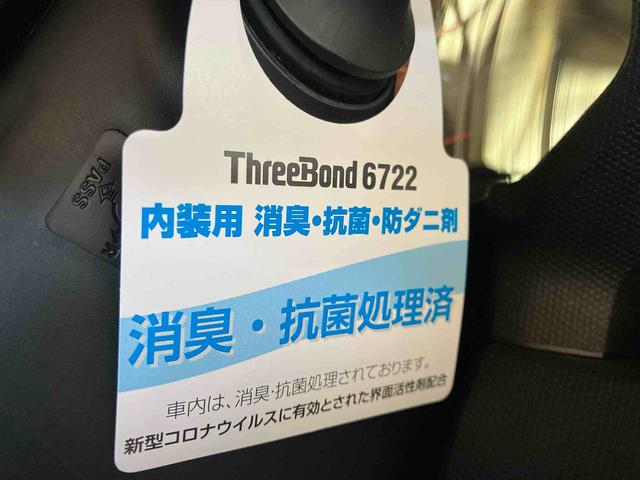 ThreeBond 6722
内装用 消臭・抗菌・防ダニ剤
消臭・抗菌処理済
車内は、消臭・抗菌処理されております。
新型コロナウイルスに有効とされた界面活性剤配合
PASS